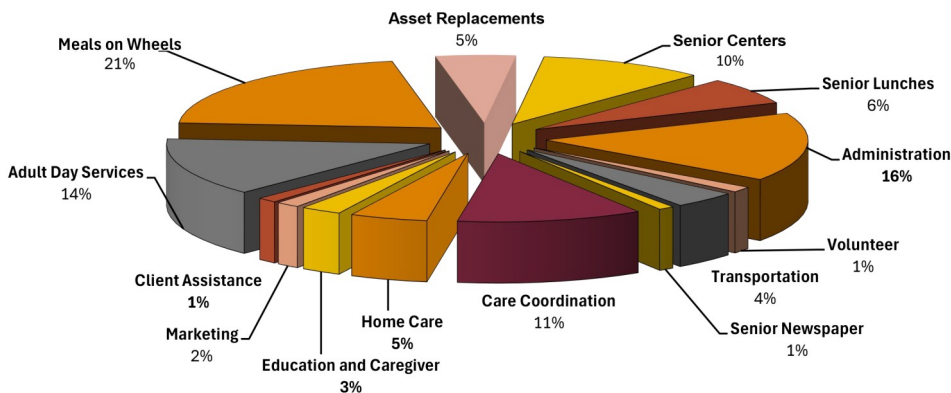 Asset Replacements
5%
Senior Centers
10%
Senior Lunches
6%
Administration
16%
Volunteer
1%
Transportation
4%
Senior Newspaper
1%
Care Coordination
11%
Home Care
5%
Education and Caregiver
3%
Marketing
2%
Client Assistance
1%
Adult Day Services
14%
Meals on Wheels
21%